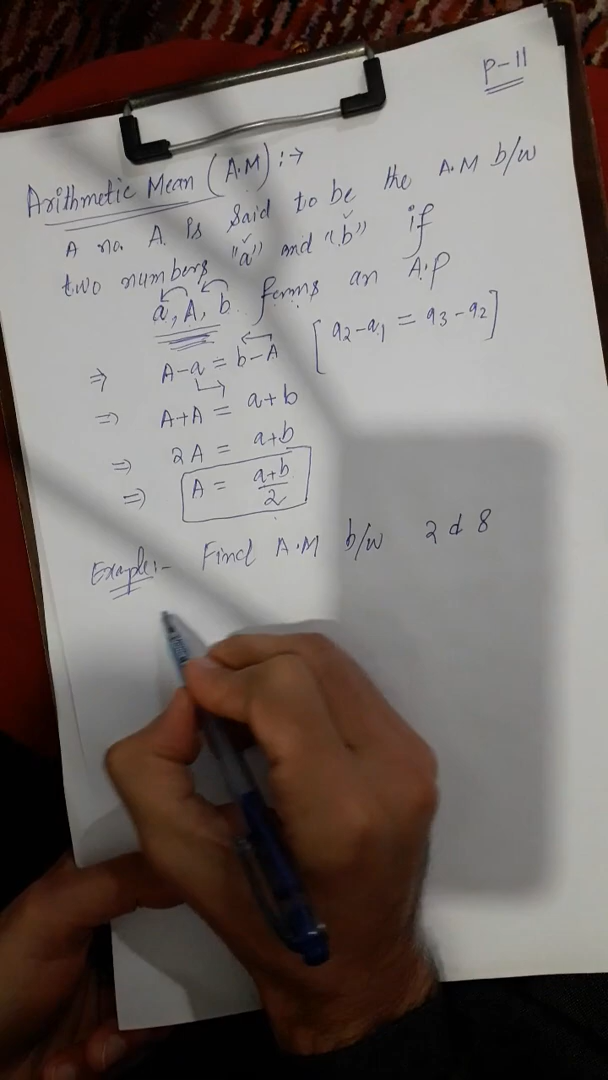 P-11
Arithmetic Mean (A.M) :→
A no. A is said to be the A.M b/w
two numbers "a" and "b" if
a, A, b forms an A.P
⇒ A-a = b-A [a2-a1 = a3-a2]
⇒ A+A = a+b
⇒ 2A = a+b
⇒ A = a+b/2
Example:- Find A.M b/w 2 & 8